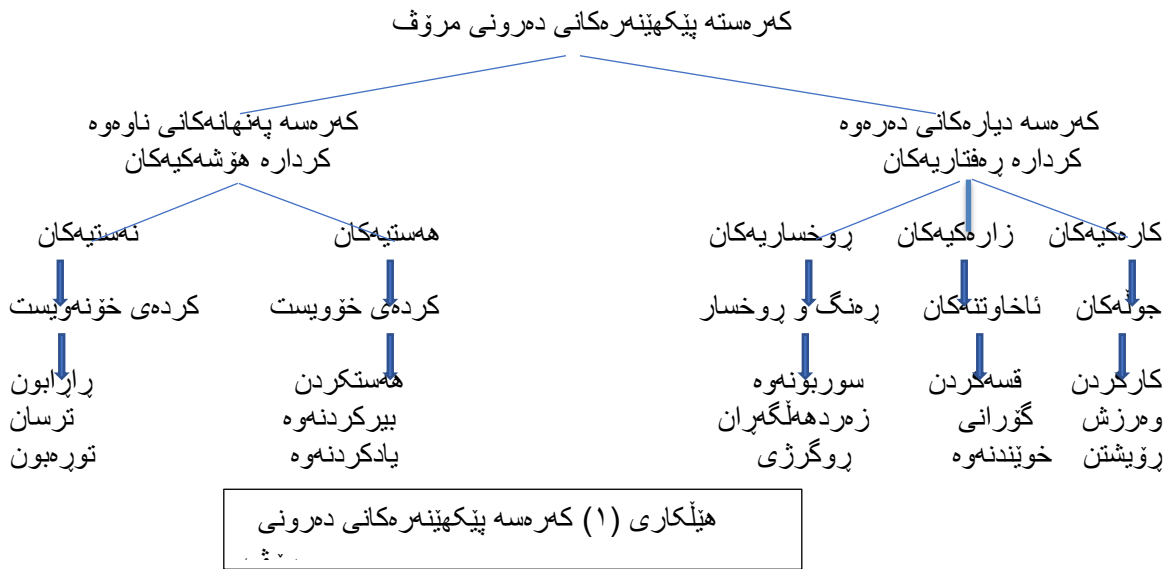 کەرەستە پێکهێنەرەکانی دەرونی مرۆڤ
کەرەسە دیارەکانی دەرەوە
کردارە ڕەفتاریەکان
کەرەسە پەنهانەکانی ناوەوە
کردارە هۆشەکیەکان
کارەکیەکان زارەکیەکان ڕوخساریەکان هەستیەکان نەستیەکان
جوڵەکان ئاخاوتنەکان ڕەنگ و ڕوخسار کردەی خۆویست کردەی خۆنەویست
کارکردن قسەکردن سوربۆنەوە هەستکردن ڕاڕابون
وەرزش گۆرانی زەردهەڵگەڕان بیرکردنەوە ترسان
ڕۆیشتن خوێندنەوە ڕوگرژی یادکردنەوە توڕەبون
هێڵکاری (١) کەرەسە پێکهێنەرەکانی دەرونی